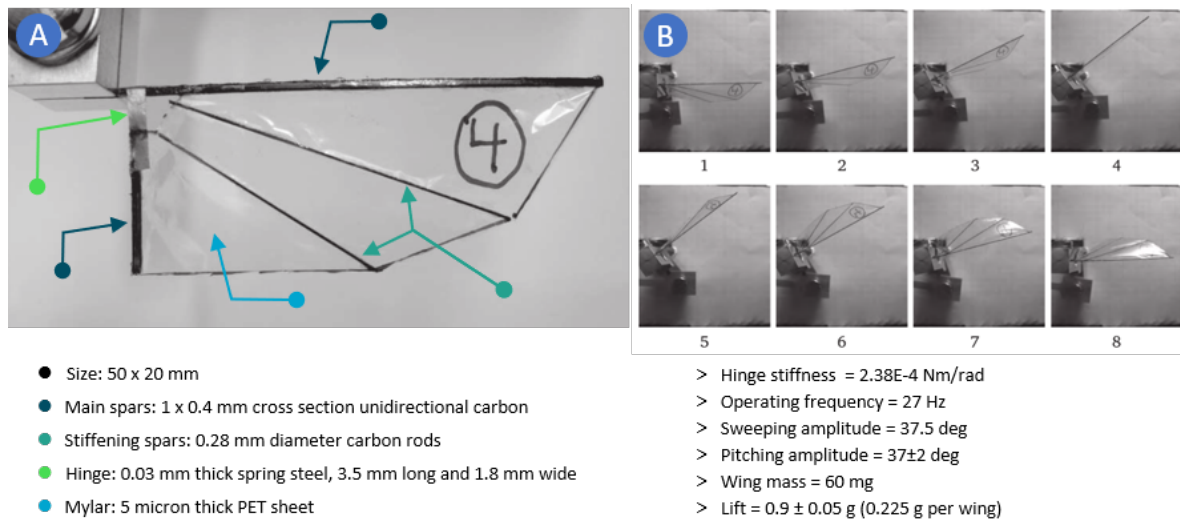 A
4
B
1 2 3 4
5 6 7 8
Size: 50 x 20 mm
Main spars: 1 x 0.4 mm cross section unidirectional carbon
Stiffening spars: 0.28 mm diameter carbon rods
Hinge: 0.03 mm thick spring steel, 3.5 mm long and 1.8 mm wide
Mylar: 5 micron thick PET sheet
> Hinge stiffness = 2.38E-4 Nm/rad
> Operating frequency = 27 Hz
> Sweeping amplitude = 37.5 deg
> Pitching amplitude = 37±2 deg
> Wing mass = 60 mg
> Lift = 0.9 ± 0.05 g (0.225 g per wing)